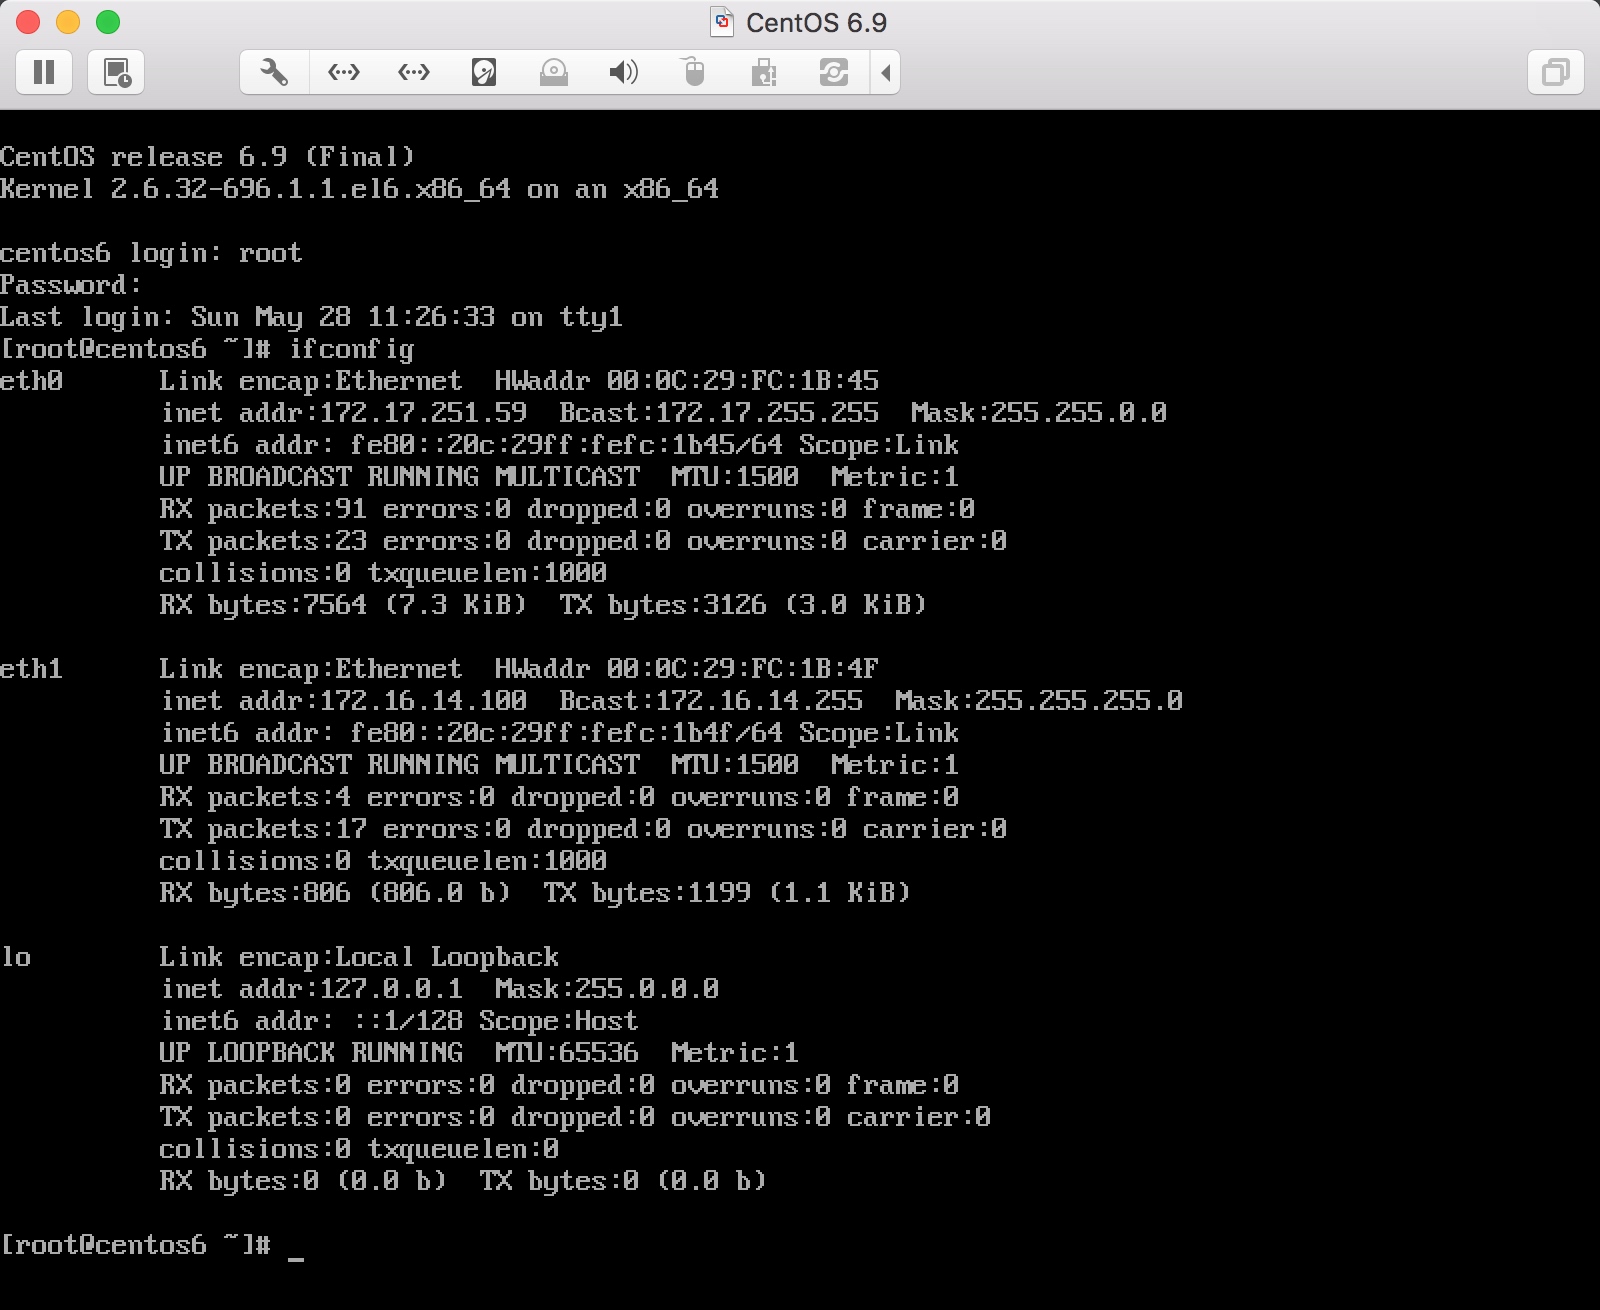 CentOS 6.9
CentOS release 6.9 (Final)
Kernel 2.6.32-696.1.1.el6.x86_64 on an x86_64
centos6 login: root
Password:
Last login: Sun May 28 11:26:33 on tty1
[root@centos6 ~]# ifconfig
eth0      Link encap:Ethernet  HWaddr 00:0C:29:FC:1B:45
          inet addr:172.17.251.59  Bcast:172.17.255.255  Mask:255.255.0.0
          inet6 addr: fe80::20c:29ff:fefc:1b45/64 Scope:Link
          UP BROADCAST RUNNING MULTICAST  MTU:1500  Metric:1
          RX packets:91 errors:0 dropped:0 overruns:0 frame:0
          TX packets:23 errors:0 dropped:0 overruns:0 carrier:0
          collisions:0 txqueuelen:1000
          RX bytes:7564 (7.3 KiB)  TX bytes:3126 (3.0 KiB)
eth1      Link encap:Ethernet  HWaddr 00:0C:29:FC:1B:4F
          inet addr:172.16.14.100  Bcast:172.16.14.255  Mask:255.255.255.0
          inet6 addr: fe80::20c:29ff:fefc:1b4f/64 Scope:Link
          UP BROADCAST RUNNING MULTICAST  MTU:1500  Metric:1
          RX packets:4 errors:0 dropped:0 overruns:0 frame:0
          TX packets:17 errors:0 dropped:0 overruns:0 carrier:0
          collisions:0 txqueuelen:1000
          RX bytes:806 (806.0 b)  TX bytes:1199 (1.1 KiB)
lo        Link encap:Local Loopback
          inet addr:127.0.0.1  Mask:255.0.0.0
          inet6 addr: ::1/128 Scope:Host
          UP LOOPBACK RUNNING  MTU:65536  Metric:1
          RX packets:0 errors:0 dropped:0 overruns:0 frame:0
          TX packets:0 errors:0 dropped:0 overruns:0 carrier:0
          collisions:0 txqueuelen:0
          RX bytes:0 (0.0 b)  TX bytes:0 (0.0 b)
[root@centos6 ~]# _